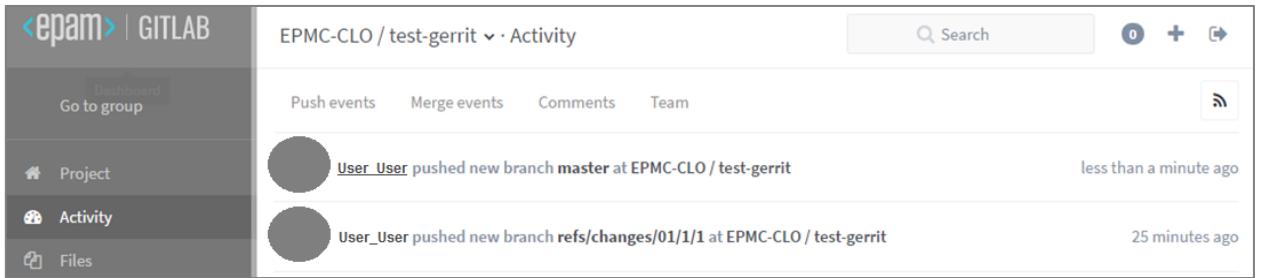 <epam> | GITLAB
EPMC-CLO / test-gerrit · Activity
Search
0
Dashboard
Go to group
Push events Merge events Comments Team
Project
User_User pushed new branch master at EPMC-CLO / test-gerrit
less than a minute ago
Activity
User_User pushed new branch refs/changes/01/1/1 at EPMC-CLO / test-gerrit
25 minutes ago
Files